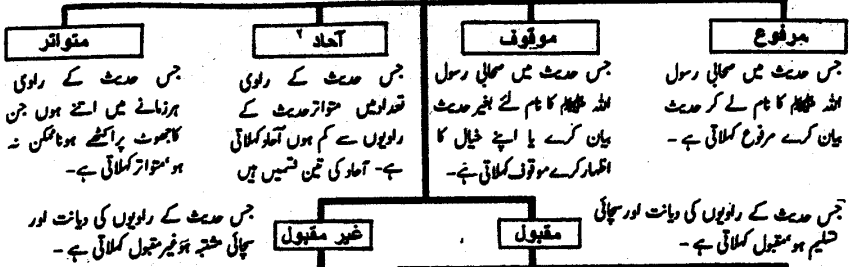 مرفوع
جس حدیث میں صحابی رسول
اللہ ﷺ کا نام لے کر حدیث
بیان کرے مرفوع کہلاتی ہے -
موقوف
جس حدیث میں صحابی رسول
اللہ ﷺ کا نام لئے بغیر حدیث
بیان کرے یا اپنے خیال کا
اظہار کرے موقوف کہلاتی ہے -
آحاد ۲
جس حدیث کے راوی
تعداد میں متواتر حدیث کے
راویوں سے کم ہوں آحاد کہلاتی
ہے - آحاد کی تین قسمیں ہیں
متواتر
جس حدیث کے راوی
ہر زمانے میں اتنے ہوں جن
کا جھوٹ پر اکٹھے ہونا ممکن نہ
ہو، متواتر کہلاتی ہے -
مقبول
جس حدیث کے راویوں کی دیانت اور سچائی
تسلیم ہو مقبول کہلاتی ہے -
غیر مقبول
جس حدیث کے راویوں کی دیانت اور
سچائی مشتبہ ہو غیر مقبول کہلاتی ہے -